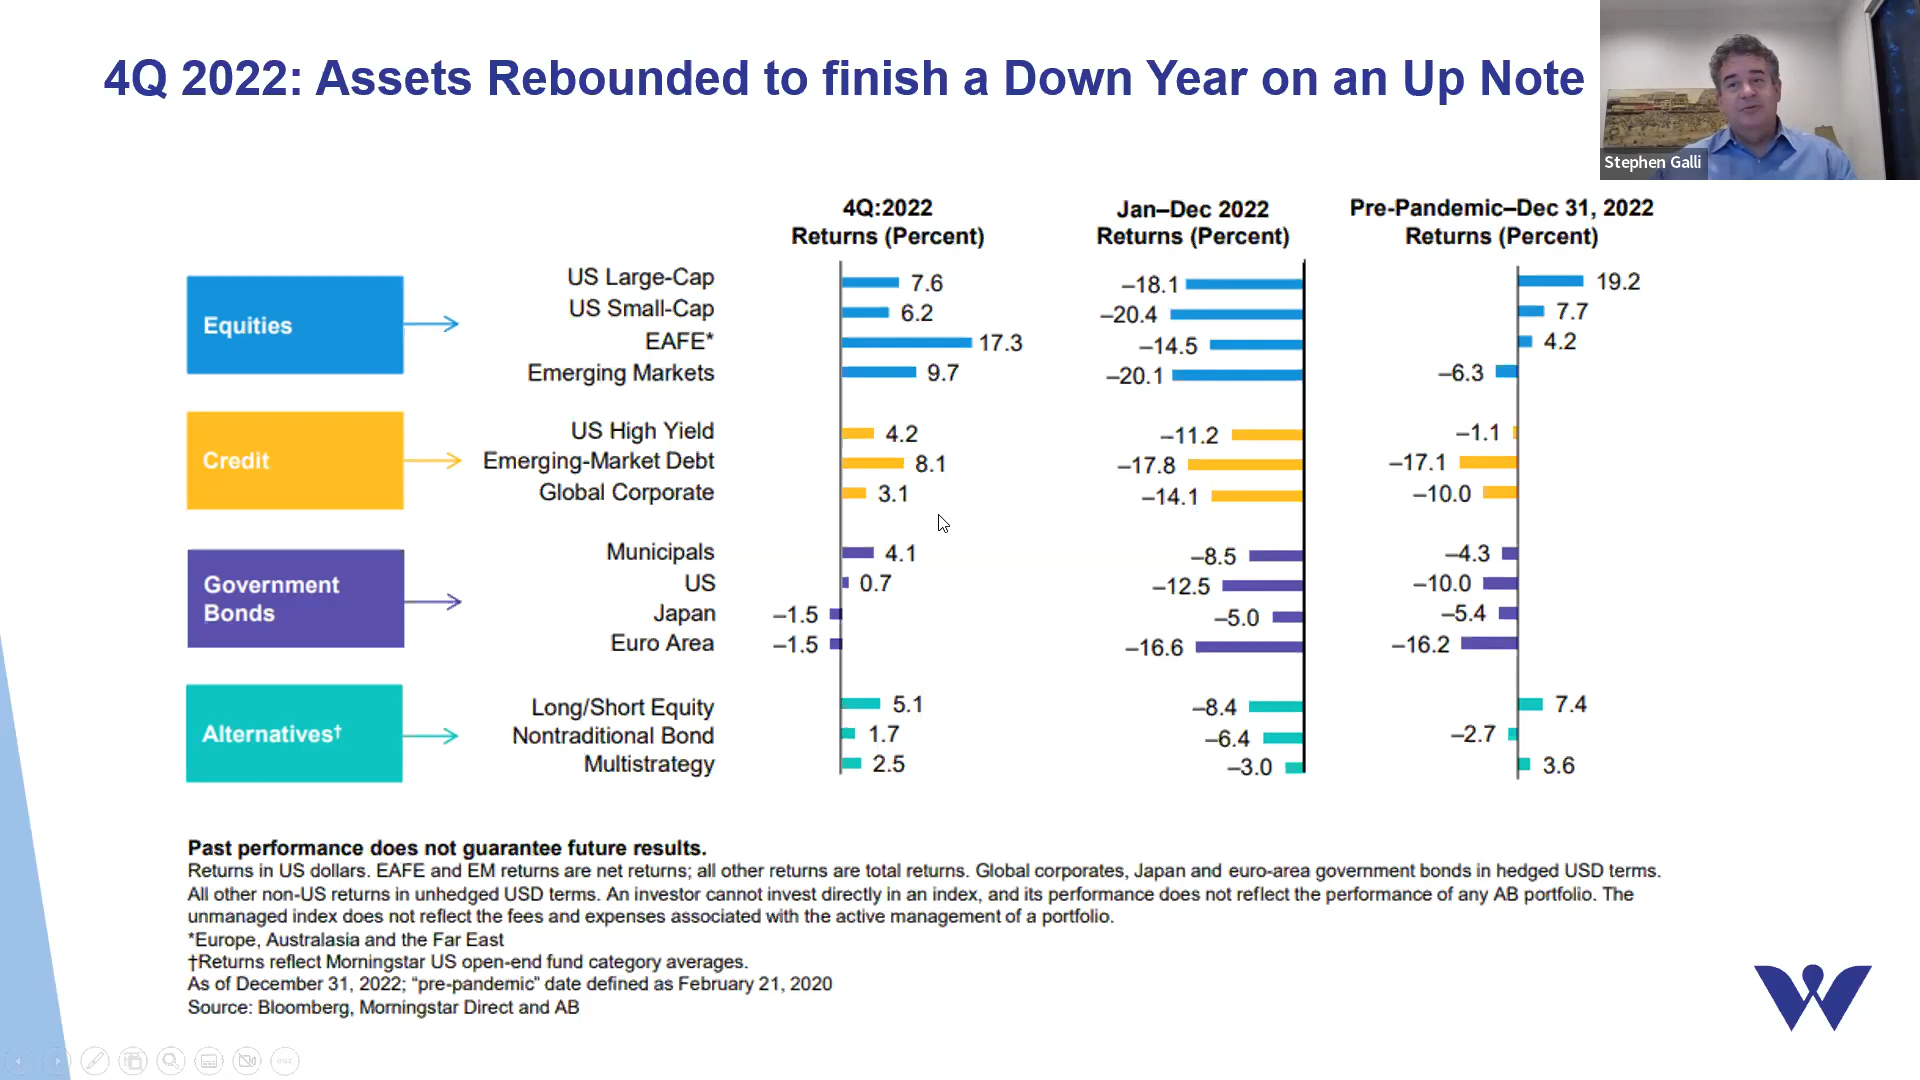 4Q 2022: Assets Rebounded to finish a Down Year on an Up Note
Stephen Galli
4Q:2022
Returns (Percent)
Jan–Dec 2022
Returns (Percent)
Pre-Pandemic–Dec 31, 2022
Returns (Percent)
Equities
US Large-Cap 7.6 –18.1 19.2
US Small-Cap 6.2 –20.4 7.7
EAFE* 17.3 –14.5 4.2
Emerging Markets 9.7 –20.1 –6.3
Credit
US High Yield 4.2 –11.2 –1.1
Emerging-Market Debt 8.1 –17.8 –17.1
Global Corporate 3.1 –14.1 –10.0
Government
Bonds
Municipals 4.1 –8.5 –4.3
US 0.7 –12.5 –10.0
Japan –1.5 –5.0 –5.4
Euro Area –1.5 –16.6 –16.2
Alternatives†
Long/Short Equity 5.1 –8.4 7.4
Nontraditional Bond 1.7 –6.4 –2.7
Multistrategy 2.5 –3.0 3.6
Past performance does not guarantee future results.
Returns in US dollars. EAFE and EM returns are net returns; all other returns are total returns. Global corporates, Japan and euro-area government bonds in hedged USD terms.
All other non-US returns in unhedged USD terms. An investor cannot invest directly in an index, and its performance does not reflect the performance of any AB portfolio. The
unmanaged index does not reflect the fees and expenses associated with the active management of a portfolio.
*Europe, Australasia and the Far East
†Returns reflect Morningstar US open-end fund category averages.
As of December 31, 2022; “pre-pandemic” date defined as February 21, 2020
Source: Bloomberg, Morningstar Direct and AB